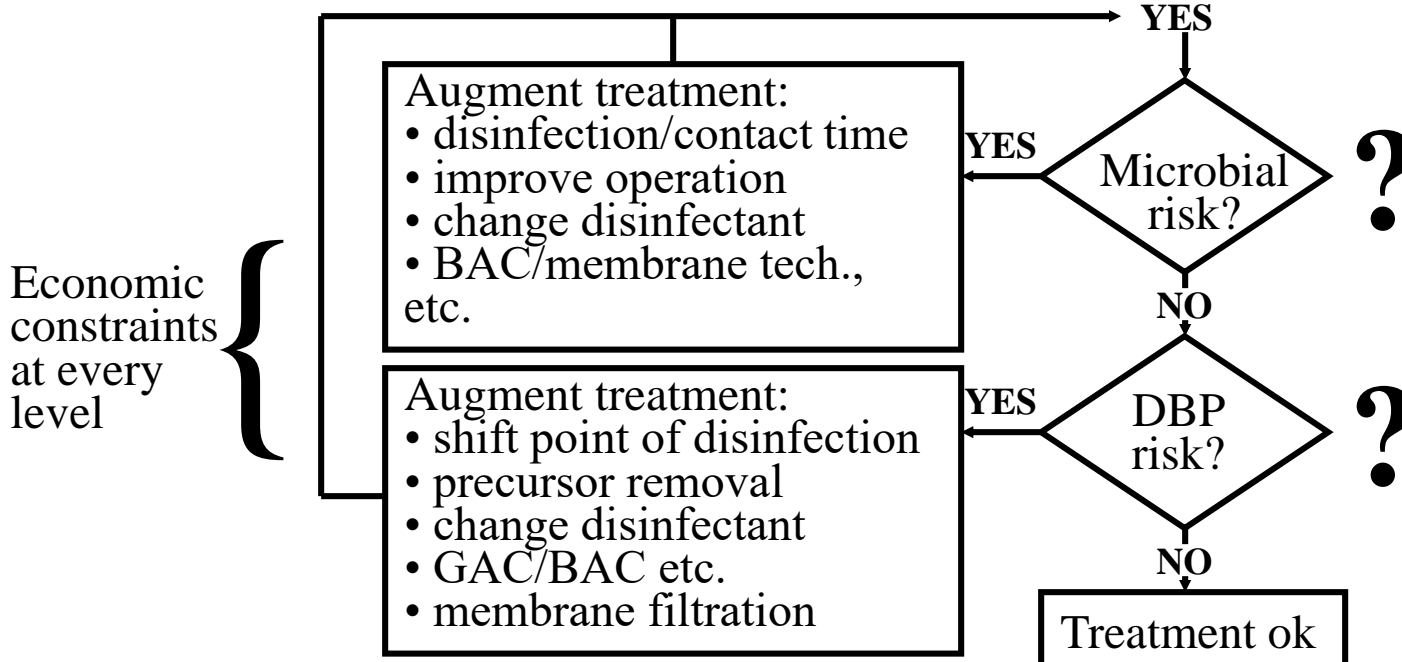 YES
Augment treatment:
• disinfection/contact time
• improve operation
• change disinfectant
• BAC/membrane tech.,
etc.
YES
Microbial
risk?
?
Economic
constraints
at every
level
{
NO
Augment treatment:
• shift point of disinfection
• precursor removal
• change disinfectant
• GAC/BAC etc.
• membrane filtration
YES
DBP
risk?
?
NO
Treatment ok